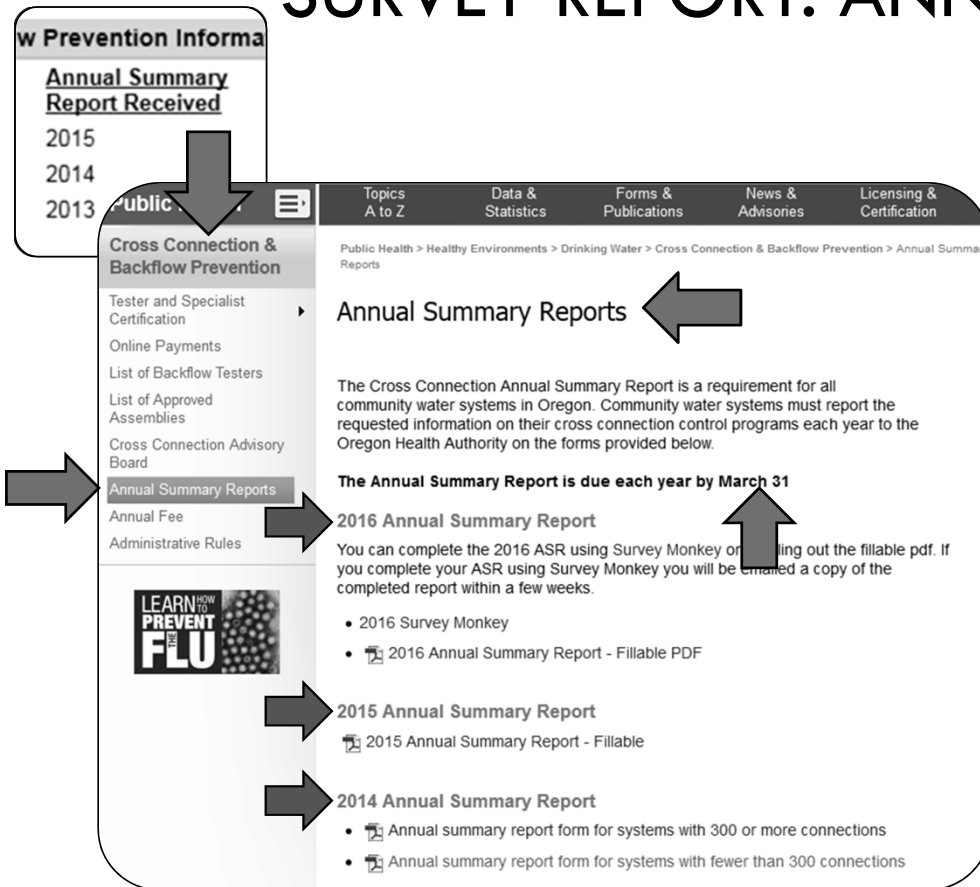 SURVEY REPORT: ANN
w Prevention Informa
Annual Summary
Report Received
2015
2014
2013
Public
Topics
A to Z
Data &
Statistics
Forms &
Publications
News &
Advisories
Licensing &
Certification
Cross Connection &
Backflow Prevention
Tester and Specialist
Certification
Online Payments
List of Backflow Testers
List of Approved
Assemblies
Cross Connection Advisory
Board
Annual Summary Reports
Annual Fee
Administrative Rules
LEARN HOW TO
PREVENT
THE
FLU
Public Health > Healthy Environments > Drinking Water > Cross Connection & Backflow Prevention > Annual Summa
Reports
Annual Summary Reports
The Cross Connection Annual Summary Report is a requirement for all
community water systems in Oregon. Community water systems must report the
requested information on their cross connection control programs each year to the
Oregon Health Authority on the forms provided below.
The Annual Summary Report is due each year by March 31
2016 Annual Summary Report
You can complete the 2016 ASR using Survey Monkey or ling out the fillable pdf. If
you complete your ASR using Survey Monkey you will be emailed a copy of the
completed report within a few weeks.
• 2016 Survey Monkey
• 2016 Annual Summary Report - Fillable PDF
2015 Annual Summary Report
2015 Annual Summary Report - Fillable
2014 Annual Summary Report
• Annual summary report form for systems with 300 or more connections
• Annual summary report form for systems with fewer than 300 connections